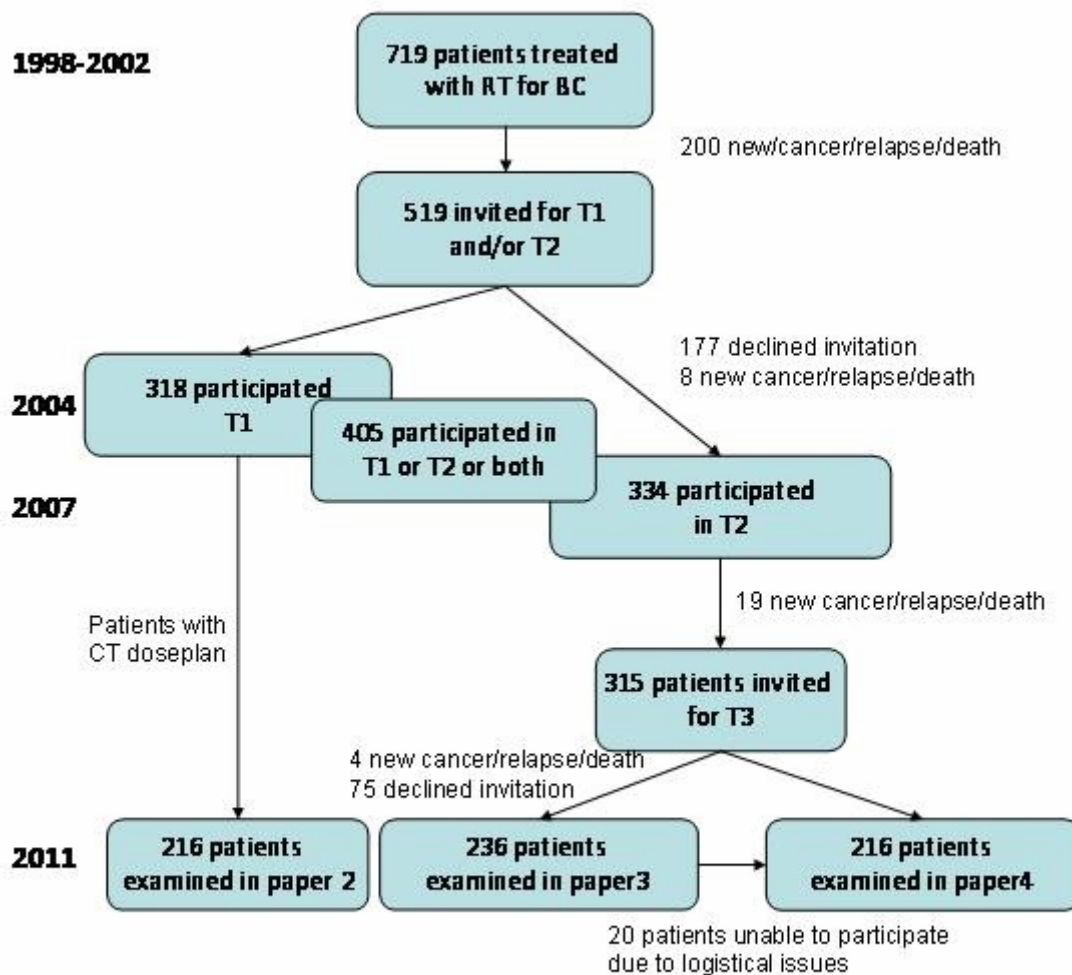 1998-2002
719 patients treated
with RT for BC
200 new/cancer/relapse/death
519 invited for T1
and/or T2
177 declined invitation
8 new cancer/relapse/death
2004
318 participated
T1
405 participated in
T1 or T2 or both
2007
334 participated
in T2
19 new cancer/relapse/death
Patients with
CT doseplan
315 patients invited
for T3
4 new cancer/relapse/death
75 declined invitation
2011
216 patients
examined in paper 2
236 patients
examined in paper3
216 patients
examined in paper4
20 patients unable to participate
due to logistical issues